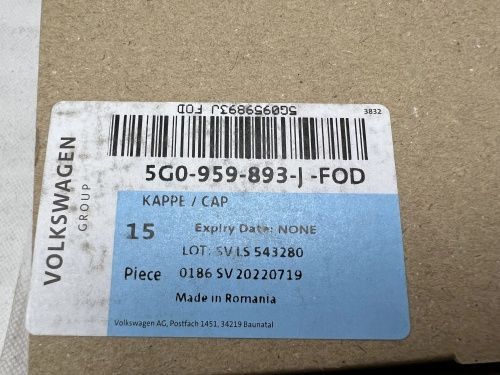 5G0959893J FOD
3832
VOLKSWAGEN
GROUP
5G0-959-893-J -FOD
KAPPE / CAP
15 Expiry Date: NONE
LOT: SV LS 543280
Piece 0186 SV 20220719
Made in Romania
Volkswagen AG, Postfach 1451, 34219 Baunatal